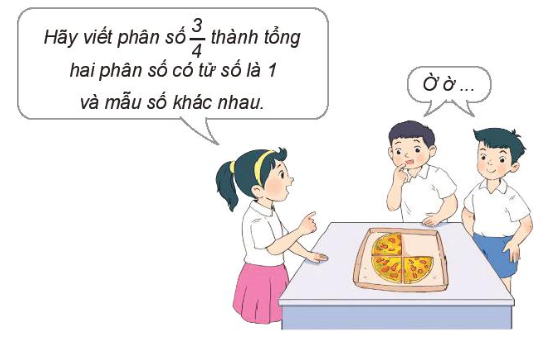 Hãy viết phân số 3/4 thành tổng
hai phân số có tử số là 1
và mẫu số khác nhau.
Ờ ờ ...